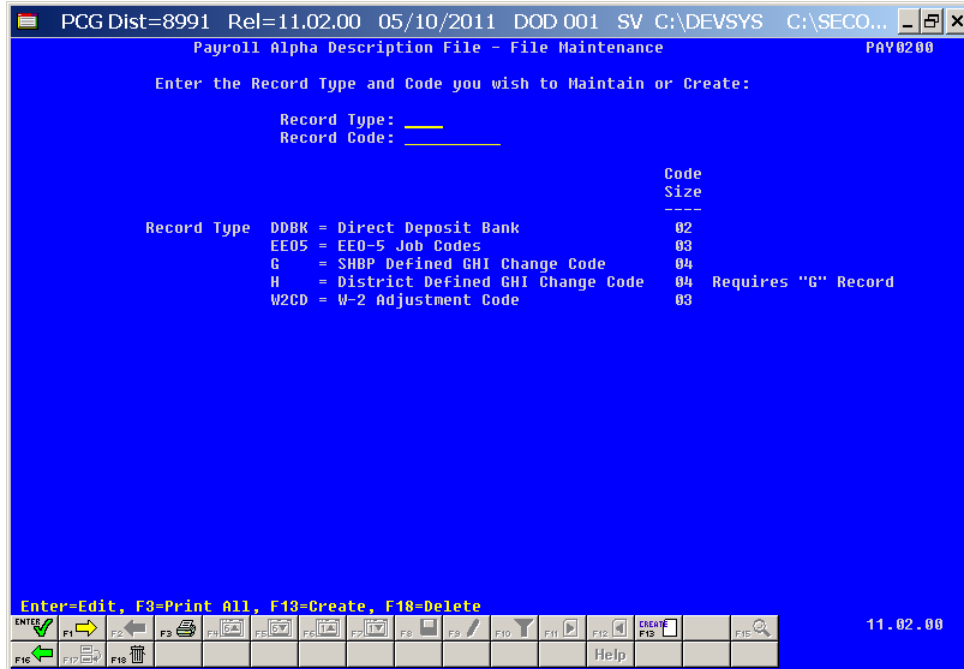 PCG Dist=8991 Rel=11.02.00 05/10/2011 DOD 001 SV C:\DEVSYS C:\SECO...
Payroll Alpha Description File - File Maintenance PAY0200
Enter the Record Type and Code you wish to Maintain or Create:
Record Type: ____
Record Code: __________
Code
Size
----
Record Type DDBK = Direct Deposit Bank 02
EEO5 = EEO-5 Job Codes 03
G = SHBP Defined GHI Change Code 04
H = District Defined GHI Change Code 04 Requires "G" Record
W2CD = W-2 Adjustment Code 03
Enter=Edit, F3=Print All, F13=Create, F18=Delete
ENTER F1 F2 F3 F4 F5 F6 F7 F8 F9 F10 F11 F12 CREATE F13 F15 11.02.00
F16 F17 F18 Help